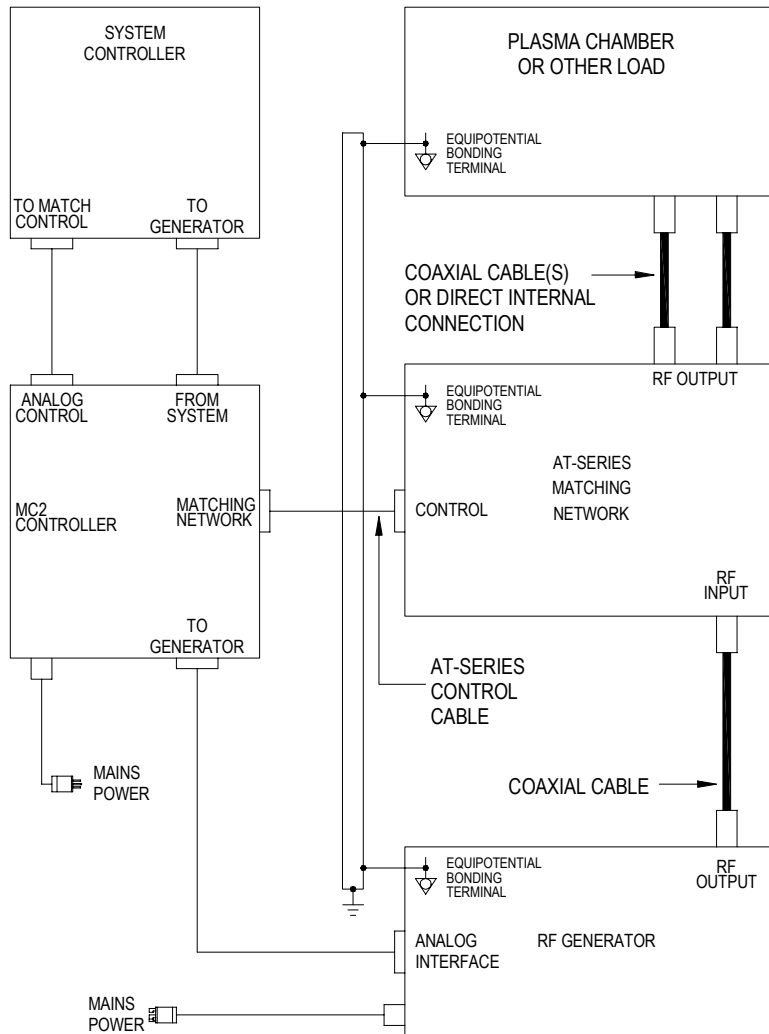 SYSTEM
CONTROLLER
TO MATCH
CONTROL
TO
GENERATOR
PLASMA CHAMBER
OR OTHER LOAD
EQUIPOTENTIAL
BONDING
TERMINAL
COAXIAL CABLE(S)
OR DIRECT INTERNAL
CONNECTION
ANALOG
CONTROL
FROM
SYSTEM
MC2
CONTROLLER
MATCHING
NETWORK
TO
GENERATOR
RF OUTPUT
EQUIPOTENTIAL
BONDING
TERMINAL
AT-SERIES
MATCHING
NETWORK
CONTROL
RF
INPUT
AT-SERIES
CONTROL
CABLE
MAINS
POWER
COAXIAL CABLE
EQUIPOTENTIAL
BONDING
TERMINAL
RF
OUTPUT
ANALOG
INTERFACE
RF GENERATOR
MAINS
POWER